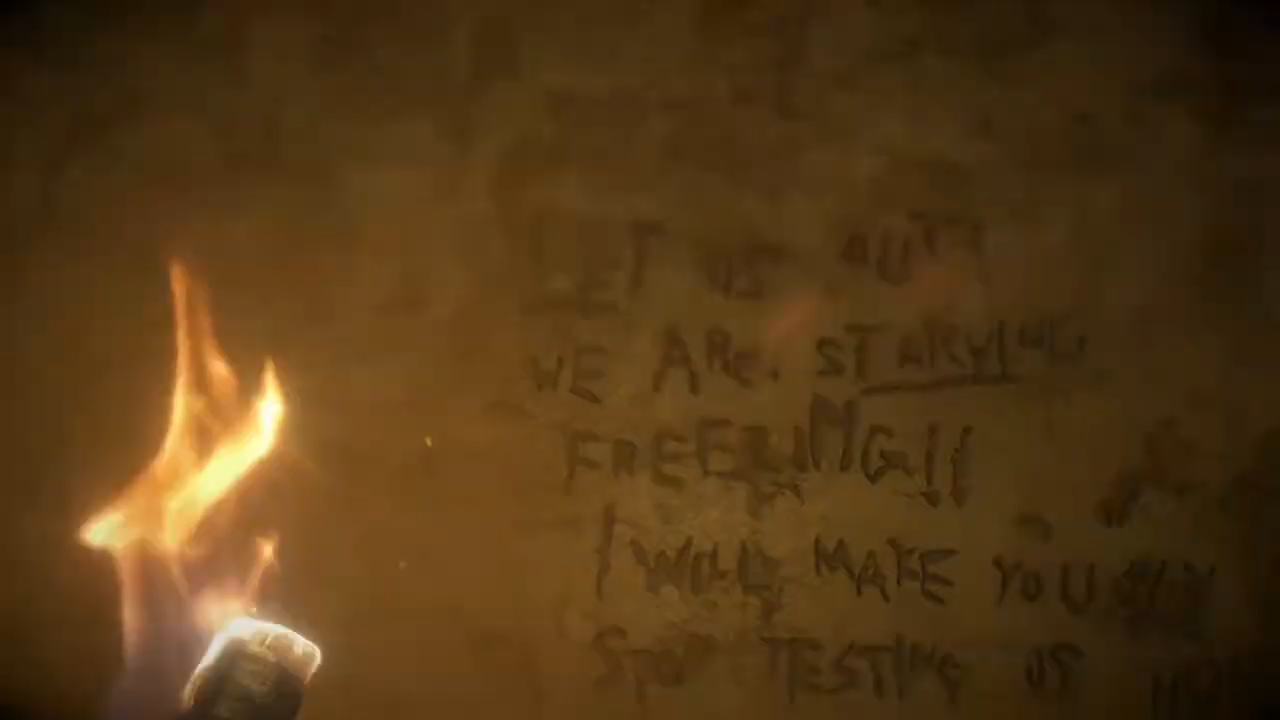 LET US OUT
WE ARE STARVING
FREEZING!!
I WILL MAKE YOU
STOP TESTING US